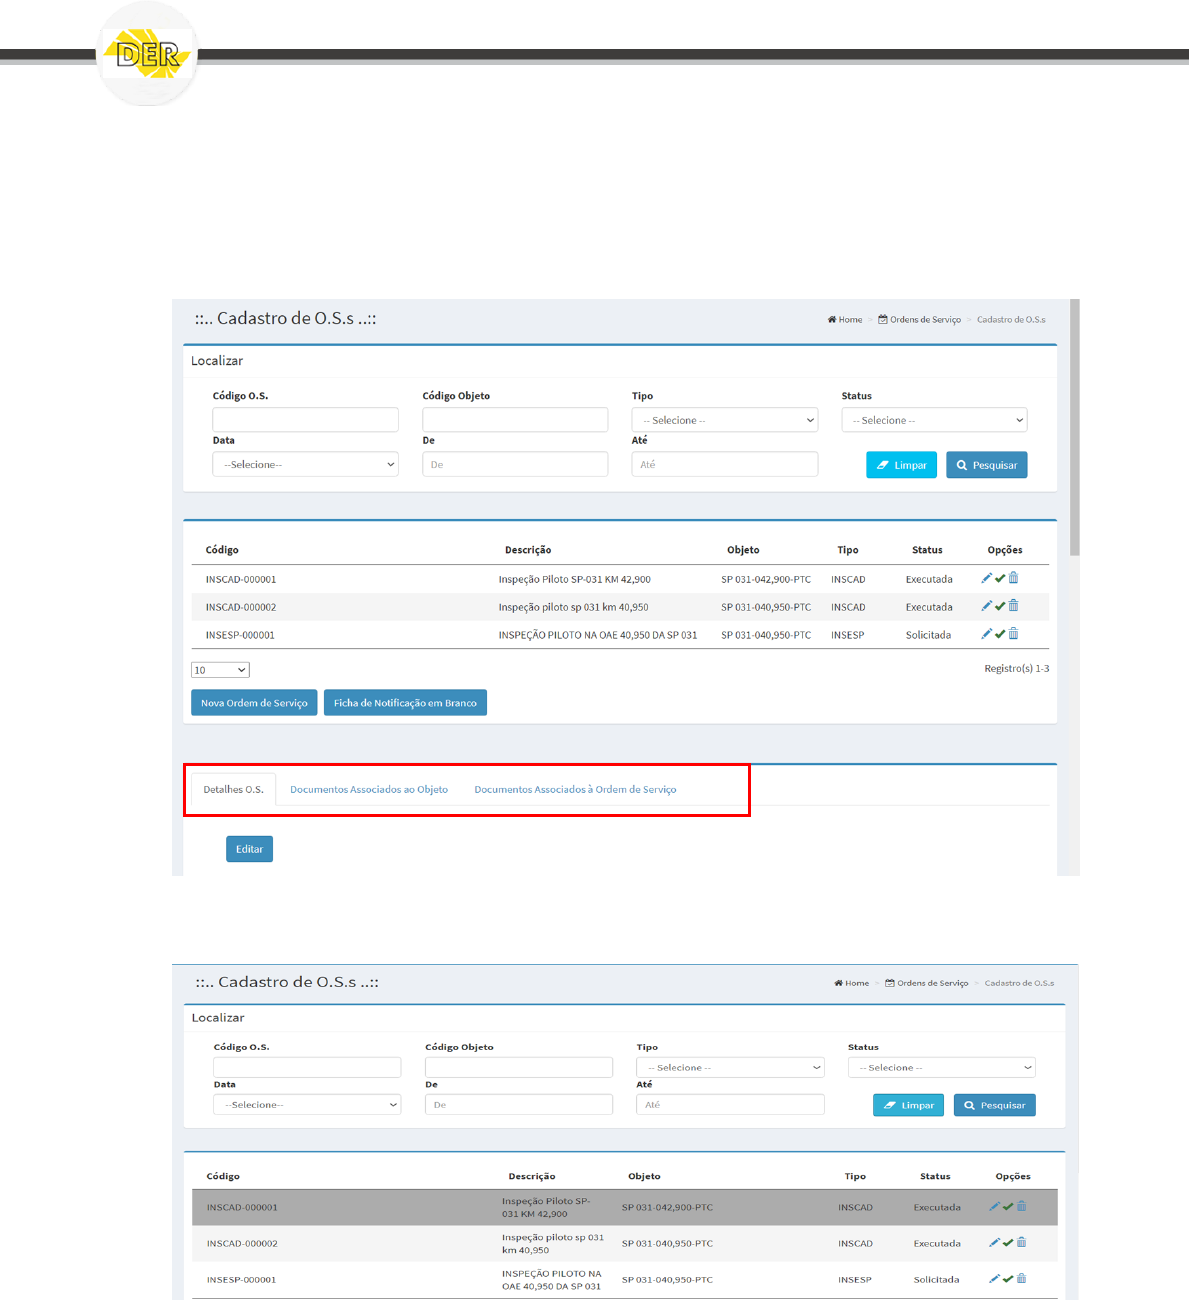 DER
::.. Cadastro de O.S.s ..::
Home > Ordens de Serviço > Cadastro de O.S.s
Localizar
Código O.S. Código Objeto Tipo Status
-- Selecione -- -- Selecione --
Data De Até
--Selecione-- De Até Limpar Pesquisar
Código Descrição Objeto Tipo Status Opções
INSCAD-000001 Inspeção Piloto SP-031 KM 42,900 SP 031-042,900-PTC INSCAD Executada
INSCAD-000002 Inspeção piloto sp 031 km 40,950 SP 031-040,950-PTC INSCAD Executada
INSESP-000001 INSPEÇÃO PILOTO NA OAE 40,950 DA SP 031 SP 031-040,950-PTC INSESP Solicitada
10 Registro(s) 1-3
Nova Ordem de Serviço Ficha de Notificação em Branco
Detalhes O.S. Documentos Associados ao Objeto Documentos Associados à Ordem de Serviço
Editar
::.. Cadastro de O.S.s ..::
Home > Ordens de Serviço > Cadastro de O.S.s
Localizar
Código O.S. Código Objeto Tipo Status
-- Selecione -- -- Selecione --
Data De Até
--Selecione-- De Até Limpar Pesquisar
Código Descrição Objeto Tipo Status Opções
INSCAD-000001 Inspeção Piloto SP-031 KM 42,900 SP 031-042,900-PTC INSCAD Executada
INSCAD-000002 Inspeção piloto sp 031 km 40,950 SP 031-040,950-PTC INSCAD Executada
INSESP-000001 INSPEÇÃO PILOTO NA OAE 40,950 DA SP 031 SP 031-040,950-PTC INSESP Solicitada